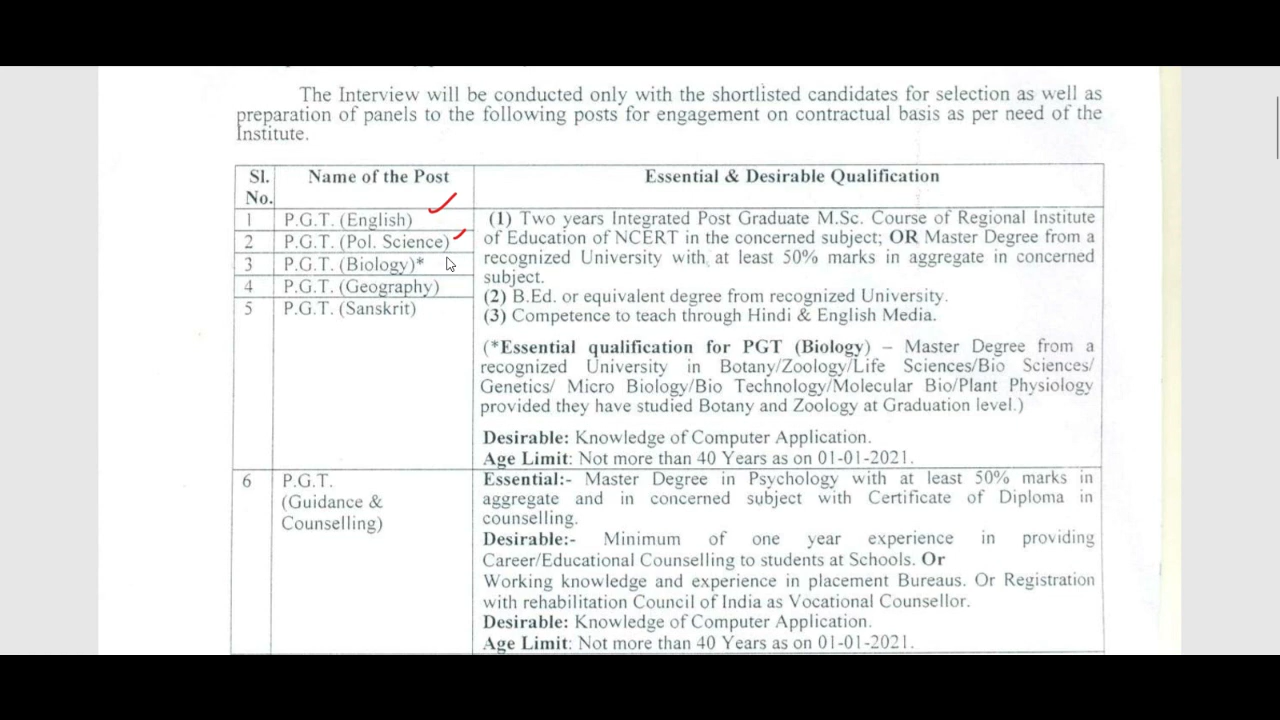 The Interview will be conducted only with the shortlisted candidates for selection as well as
preparation of panels to the following posts for engagement on contractual basis as per need of the
Institute.
Sl. No.
Name of the Post
Essential & Desirable Qualification
1 P.G.T. (English)
2 P.G.T. (Pol. Science)
3 P.G.T. (Biology)*
4 P.G.T. (Geography)
5 P.G.T. (Sanskrit)
(1) Two years Integrated Post Graduate M.Sc. Course of Regional Institute
of Education of NCERT in the concerned subject; OR Master Degree from a
recognized University with at least 50% marks in aggregate in concerned
subject.
(2) B.Ed. or equivalent degree from recognized University.
(3) Competence to teach through Hindi & English Media.
(*Essential qualification for PGT (Biology) – Master Degree from a
recognized University in Botany/Zoology/Life Sciences/Bio Sciences/
Genetics/ Micro Biology/Bio Technology/Molecular Bio/Plant Physiology
provided they have studied Botany and Zoology at Graduation level.)
Desirable: Knowledge of Computer Application.
Age Limit: Not more than 40 Years as on 01-01-2021.
6 P.G.T.
(Guidance &
Counselling)
Essential:- Master Degree in Psychology with at least 50% marks in
aggregate and in concerned subject with Certificate of Diploma in
counselling.
Desirable:- Minimum of one year experience in providing
Career/Educational Counselling to students at Schools. Or
Working knowledge and experience in placement Bureaus. Or Registration
with rehabilitation Council of India as Vocational Counsellor.
Desirable: Knowledge of Computer Application.
Age Limit: Not more than 40 Years as on 01-01-2021.